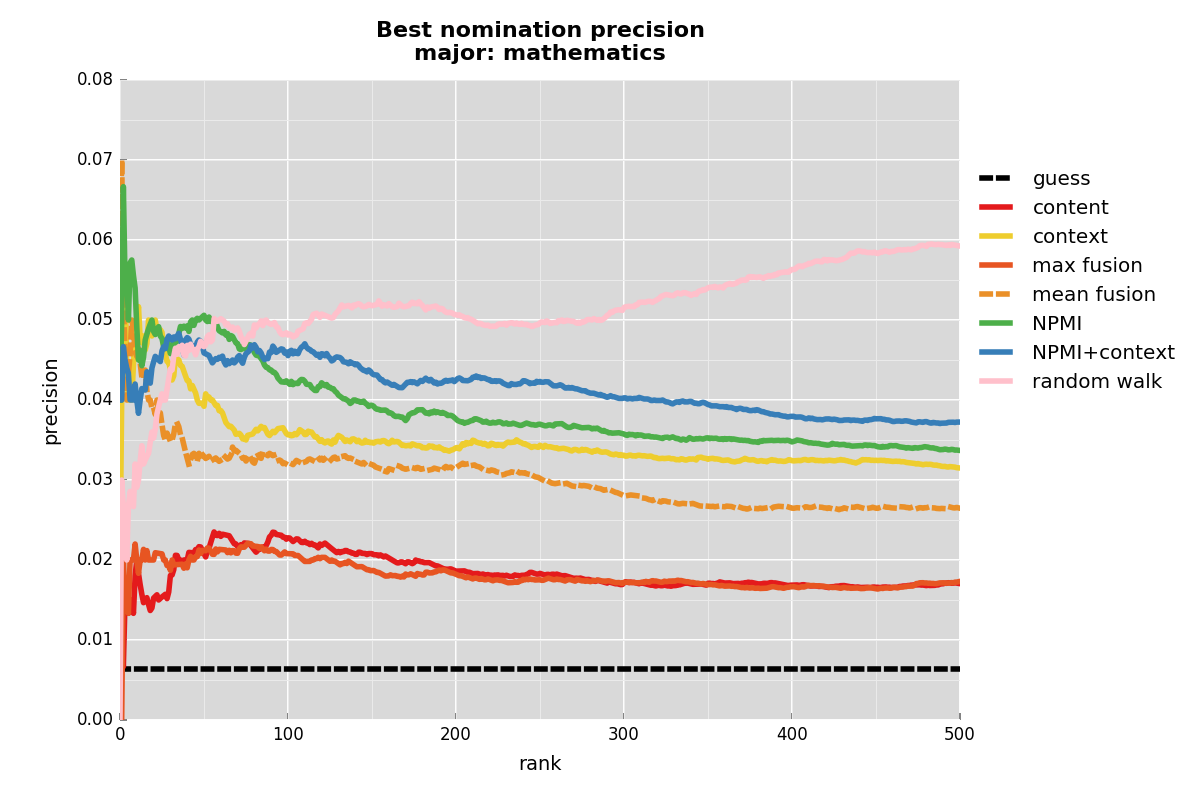 Best nomination precision
major: mathematics
0.08
0.07
0.06
0.05
0.04
0.03
0.02
0.01
0.00
precision
0
100
200
300
400
500
rank
guess
content
context
max fusion
mean fusion
NPMI
NPMI+context
random walk